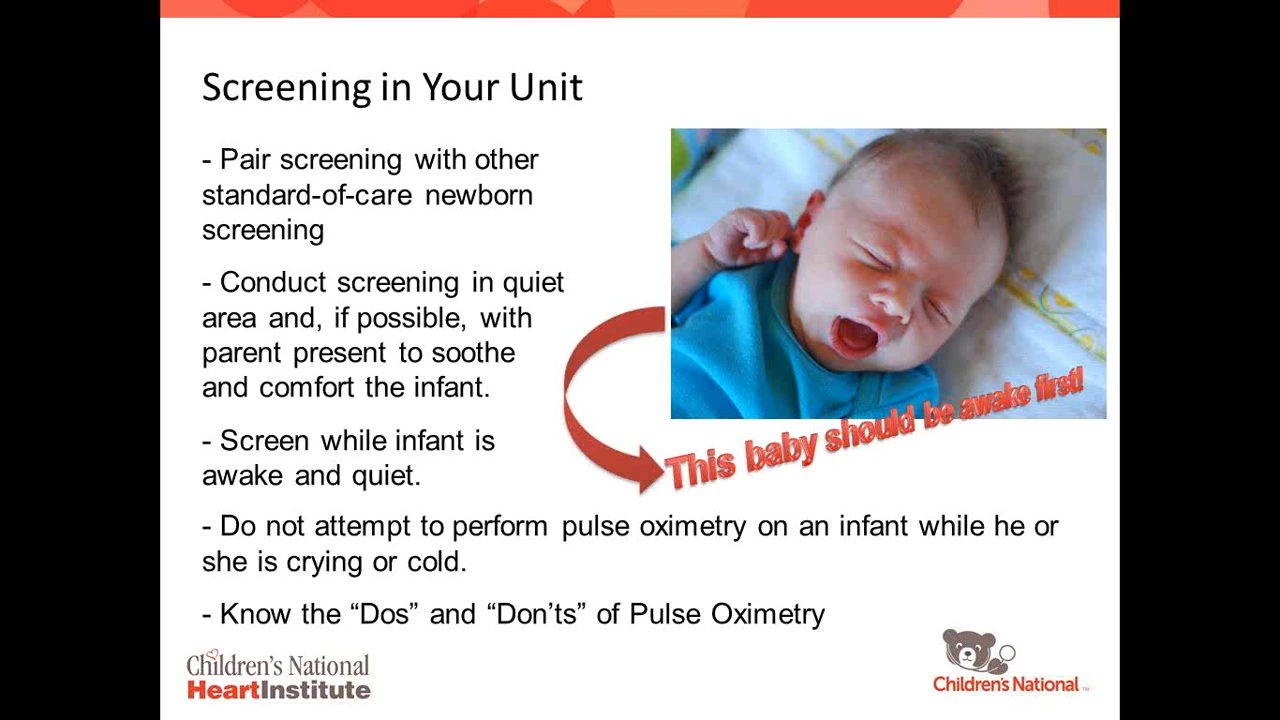 Screening in Your Unit
- Pair screening with other
standard-of-care newborn
screening
- Conduct screening in quiet
area and, if possible, with
parent present to soothe
and comfort the infant.
- Screen while infant is
awake and quiet.
This baby should be awake first!
- Do not attempt to perform pulse oximetry on an infant while he or
she is crying or cold.
- Know the “Dos” and “Don’ts” of Pulse Oximetry
Children's National
HeartInstitute
Children's National™